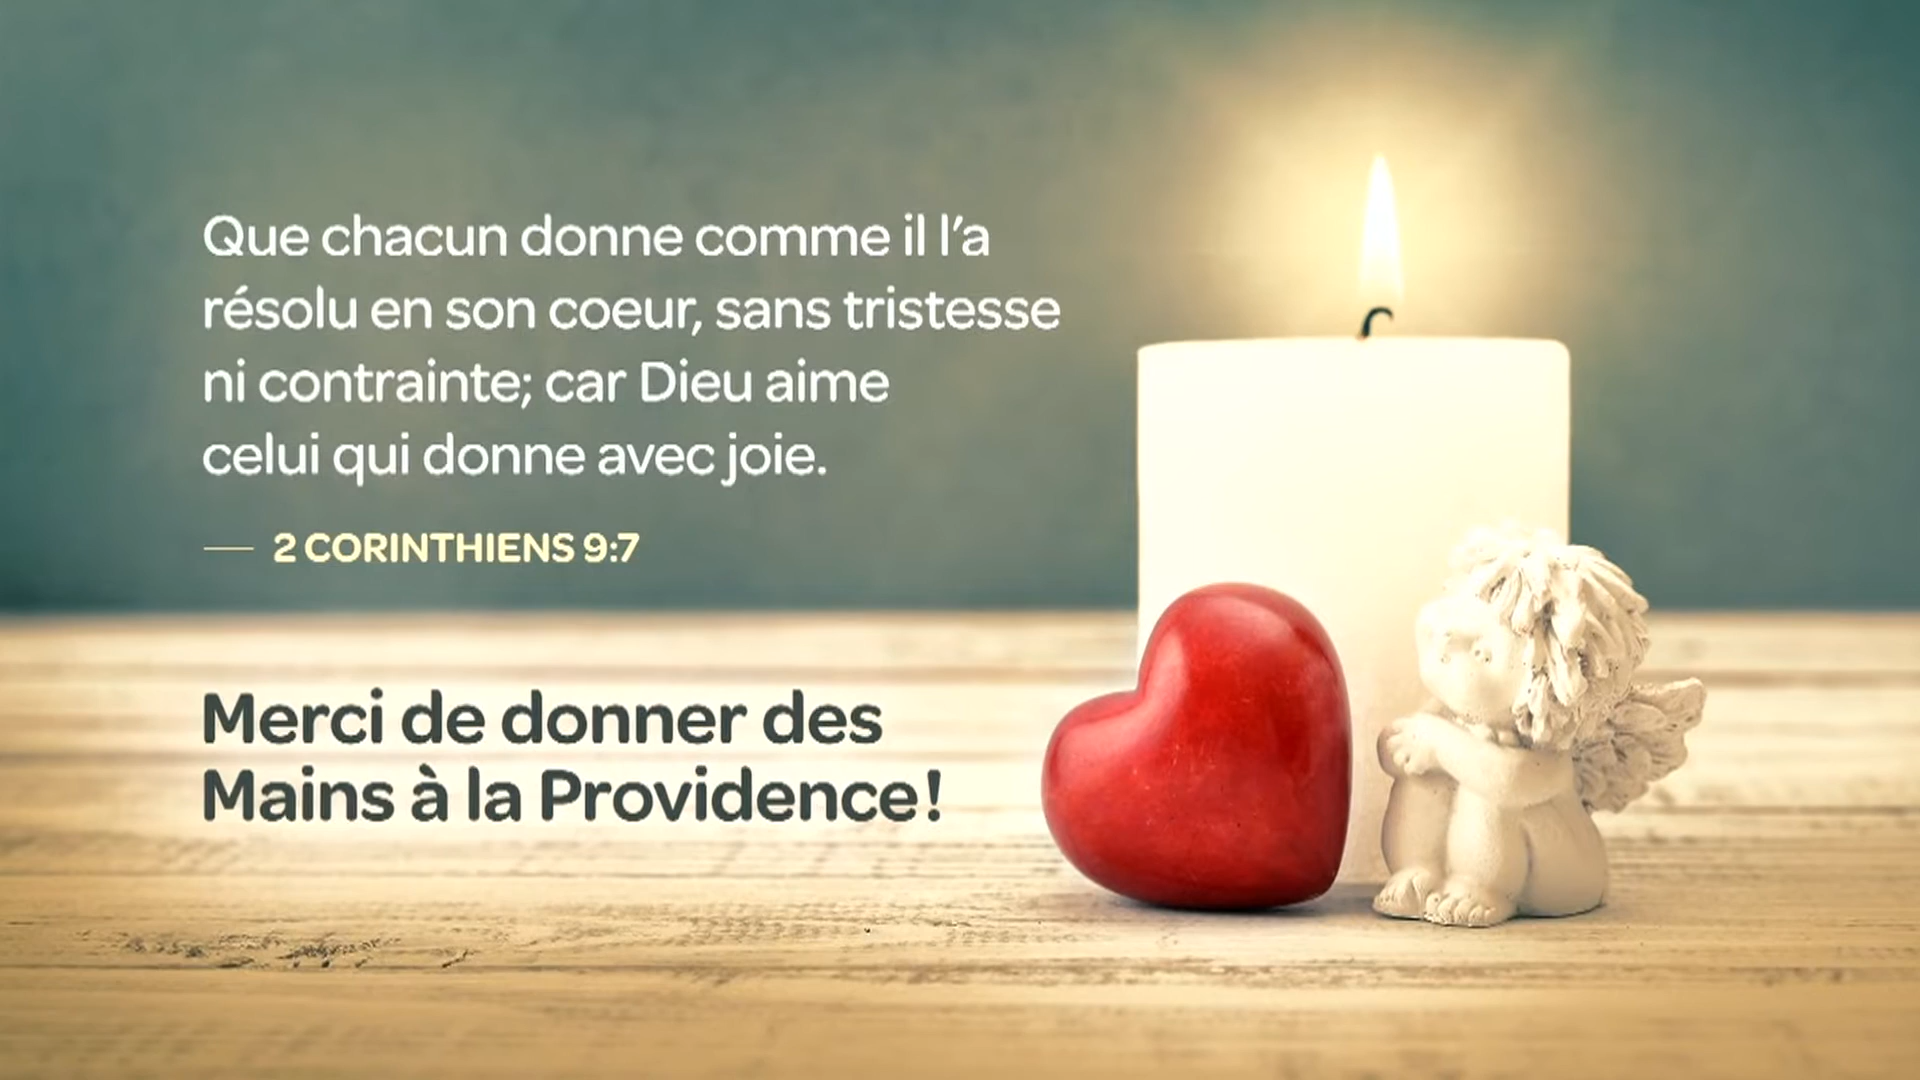 Que chacun donne comme il l'a
résolu en son coeur, sans tristesse
ni contrainte; car Dieu aime
celui qui donne avec joie.
— 2 CORINTHIENS 9:7
Merci de donner des
Mains à la Providence!